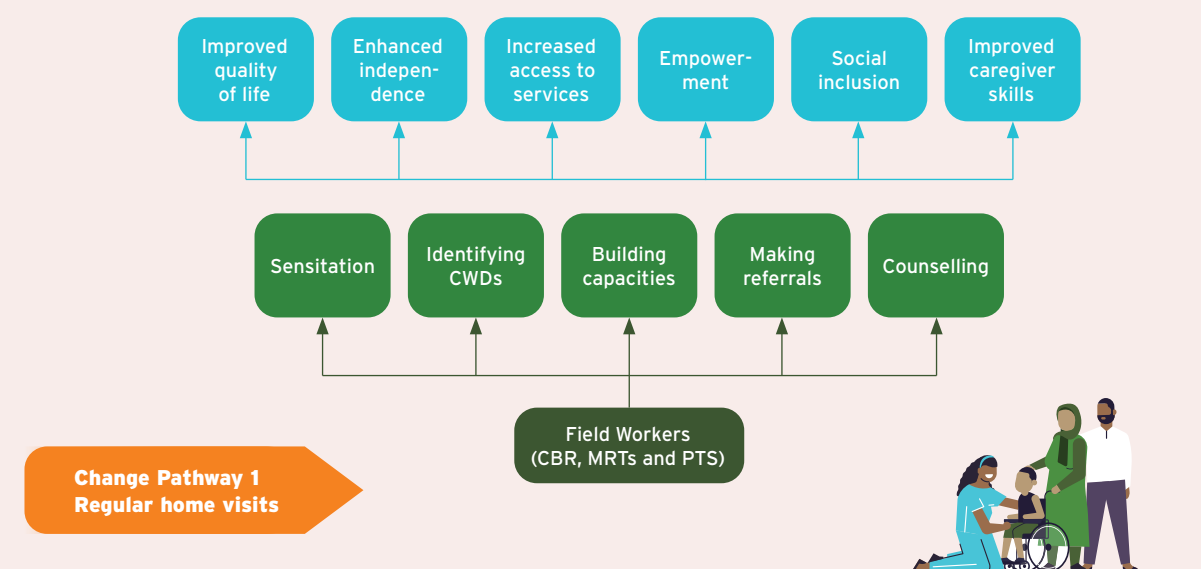 Improved
quality
of life
Enhanced
indepen-
dence
Increased
access to
services
Empower-
ment
Social
inclusion
Improved
caregiver
skills
Sensitation
Identifying
CWDs
Building
capacities
Making
referrals
Counselling
Field Workers
(CBR, MRTs and PTS)
Change Pathway 1
Regular home visits